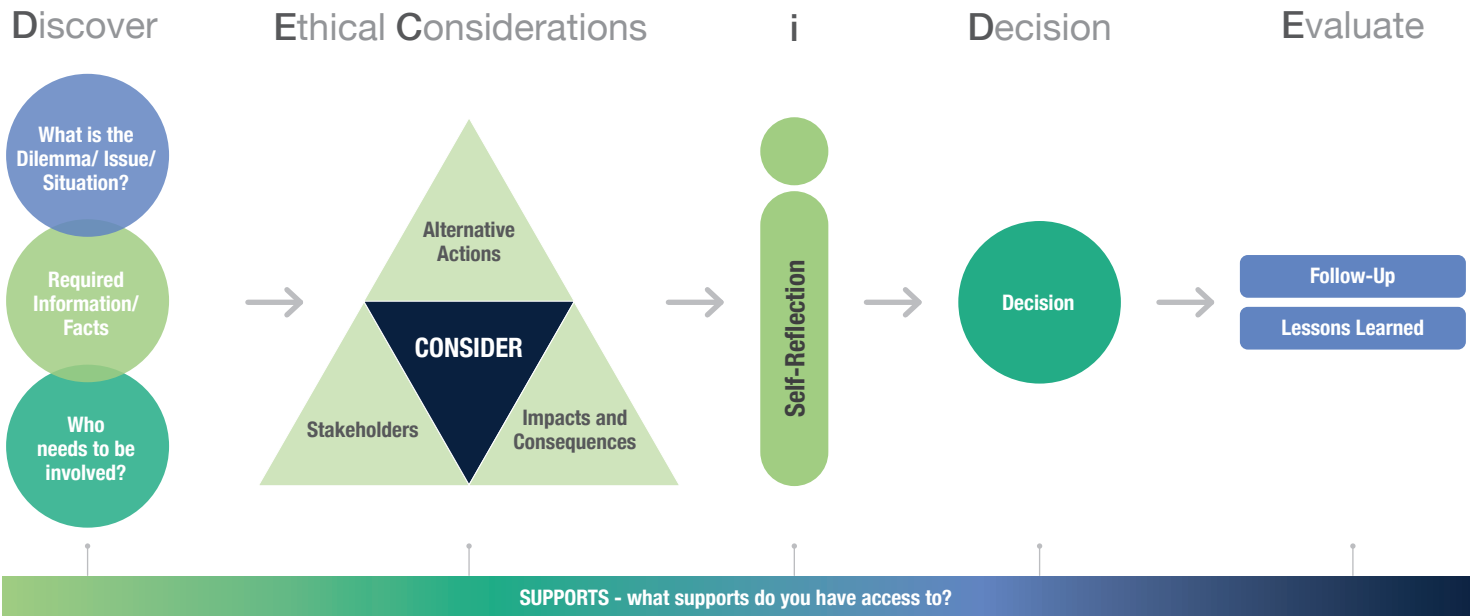 Discover
Ethical Considerations
i
Decision
Evaluate
What is the
Dilemma/ Issue/
Situation?
Required
Information/
Facts
Who
needs to be
involved?
Alternative
Actions
CONSIDER
Stakeholders
Impacts and
Consequences
Self-Reflection
Decision
Follow-Up
Lessons Learned
SUPPORTS - what supports do you have access to?